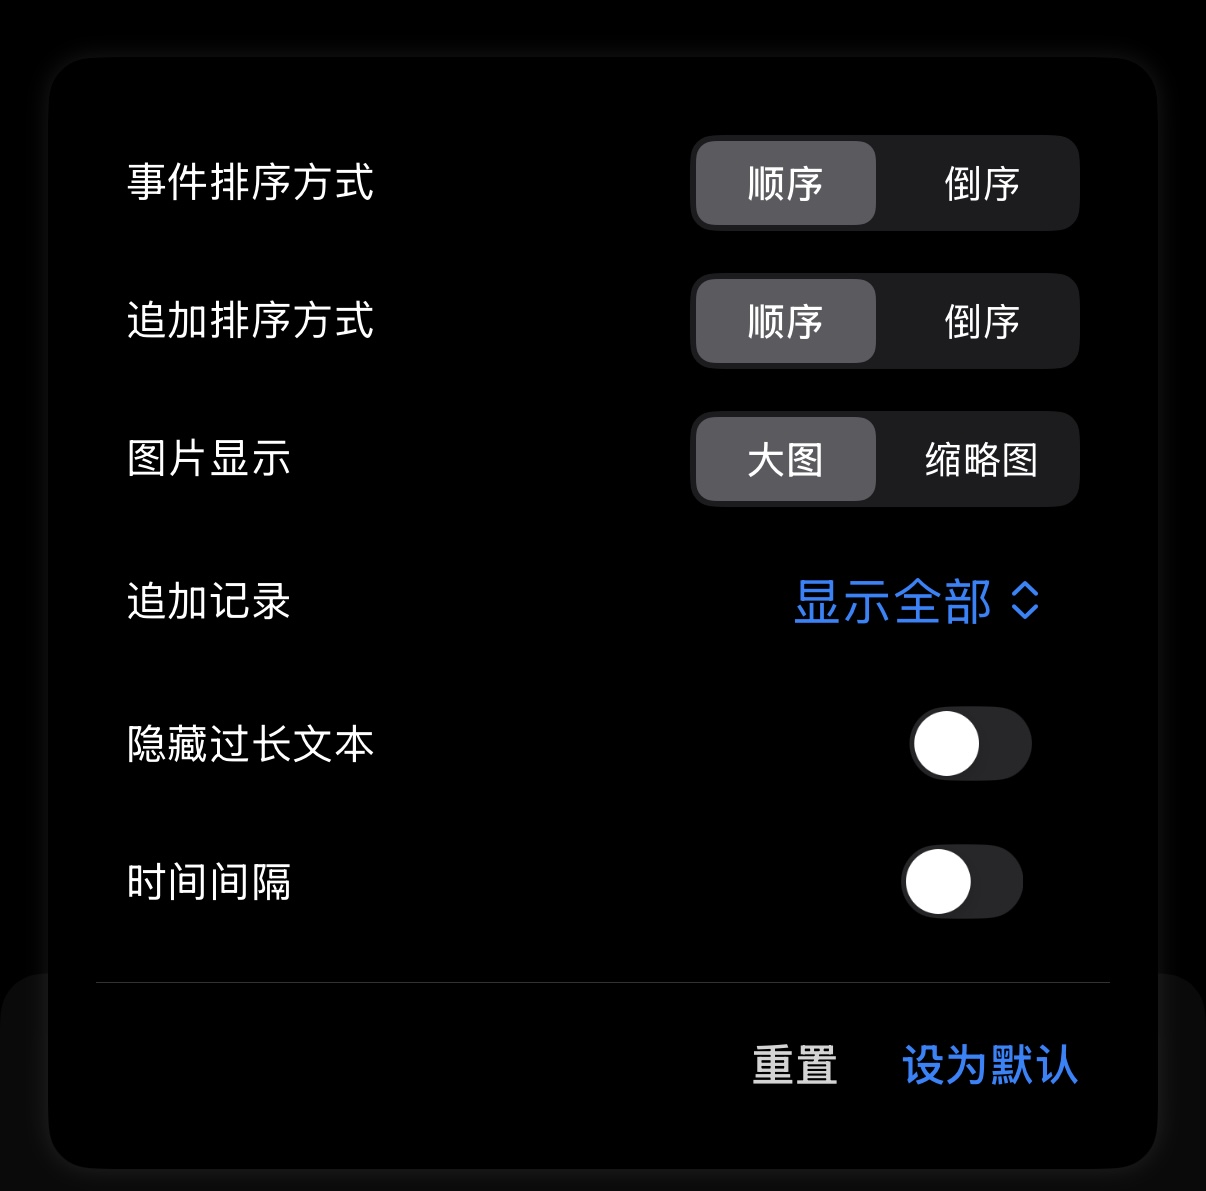 事件排序方式 顺序 倒序
追加排序方式 顺序 倒序
图片显示 大图 缩略图
追加记录 显示全部
隐藏过长文本
时间间隔
重置 设为默认